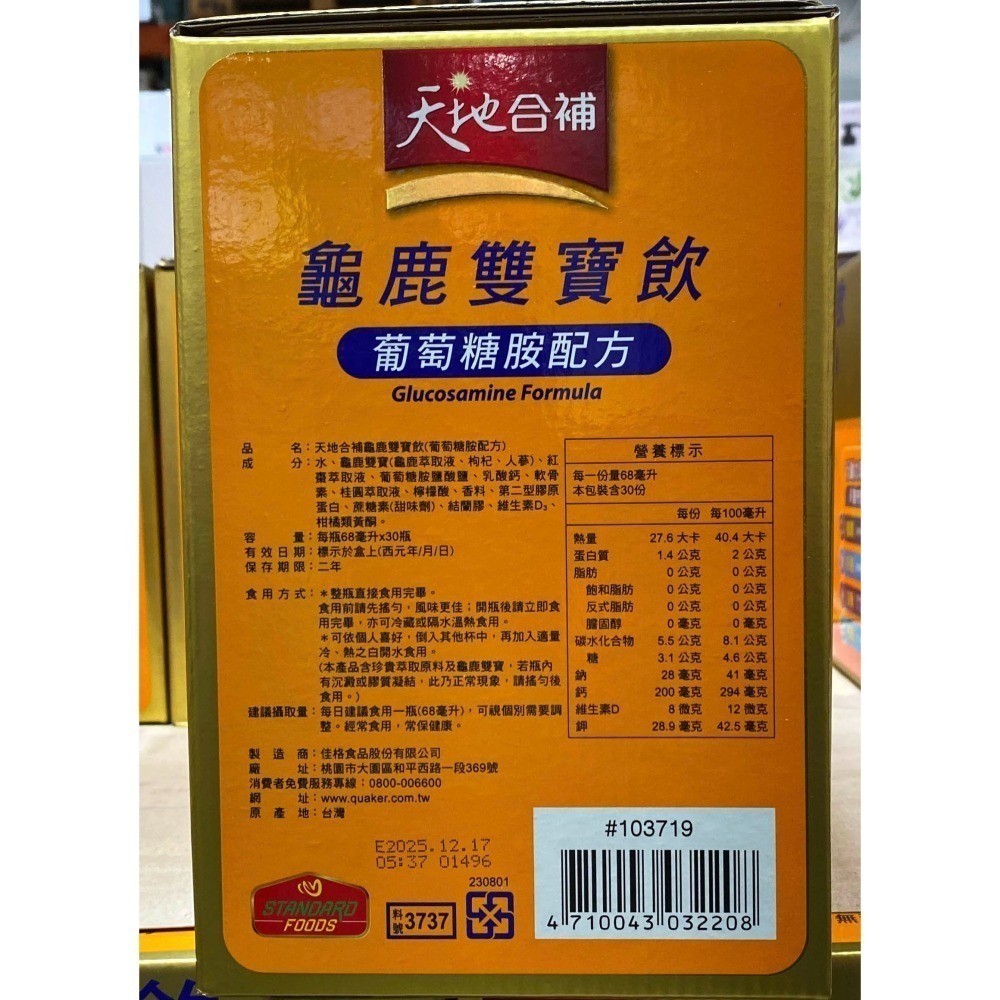 天地合補
龜鹿雙寶飲
葡萄糖胺配方
Glucosamine Formula
品名：天地合補龜鹿雙寶飲(葡萄糖胺配方)
成分：水、龜鹿雙寶(龜鹿萃取液、枸杞、人蔘)、紅
棗萃取液、葡萄糖胺鹽酸鹽、乳酸鈣、軟骨
素、桂圓萃取液、檸檬酸、香料、第二型膠原
蛋白、蔗糖素(甜味劑)、結蘭膠、維生素D₃、
柑橘類黃酮。
容量：每瓶68毫升x30瓶
有效日期：標示於盒上(西元年/月/日)
保存期限：二年
食用方式：＊整瓶直接食用完畢。
食用前請先搖勻，風味更佳；開瓶後請立即食
用完畢，亦可冷藏或隔水溫熱食用。
＊可依個人喜好，倒入其他杯中，再加入適量
冷、熱之白開水食用。
(本產品含珍貴萃取原料及龜鹿雙寶，若瓶內
有沉澱或膠質凝結，此乃正常現象，請搖勻後
食用。)
建議攝取量：每日建議食用一瓶(68毫升)，可視個別需要調
整。經常食用，常保健康。
製造商：佳格食品股份有限公司
廠址：桃園市大園區和平西路一段369號
消費者免費服務專線：0800-006600
網址：www.quaker.com.tw
原產地：台灣
營養標示
每一份量68毫升
本包裝含30份
每份 每100毫升
熱量 27.6 大卡 40.4 大卡
蛋白質 1.4 公克 2 公克
脂肪 0 公克 0 公克
飽和脂肪 0 公克 0 公克
反式脂肪 0 公克 0 公克
膽固醇 0 毫克 0 毫克
碳水化合物 5.5 公克 8.1 公克
糖 3.1 公克 4.6 公克
鈉 28 毫克 41 毫克
鈣 200 毫克 294 毫克
維生素D 8 微克 12 微克
鉀 28.9 毫克 42.5 毫克
E2025.12.17
05:37 01496
230801
STANDARD
FOODS
料號 3737
#103719
4 710043 032208